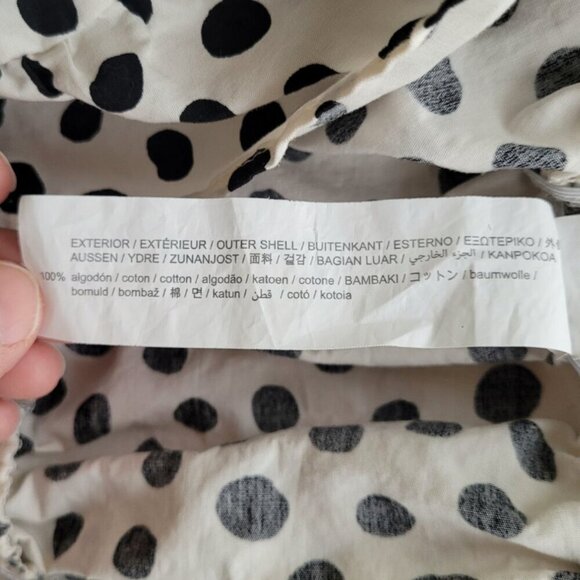 EXTERIOR / EXTÉRIEUR / OUTER SHELL / BUITENKANT / ESTERNO / ΕΞΩΤΕΡΙΚΟ / 外
AUSSEN / YDRE / ZUNANJOST / 面料 / 겉감 / BAGIAN LUAR / الجزء الخارجي / KANPOKOA
100% algodón / coton / cotton / algodão / katoen / cotone / BAMBAKI / コットン / baumwolle /
bomuld / bombaž / 棉 / 면 / katun / قطن / cotó / kotoia